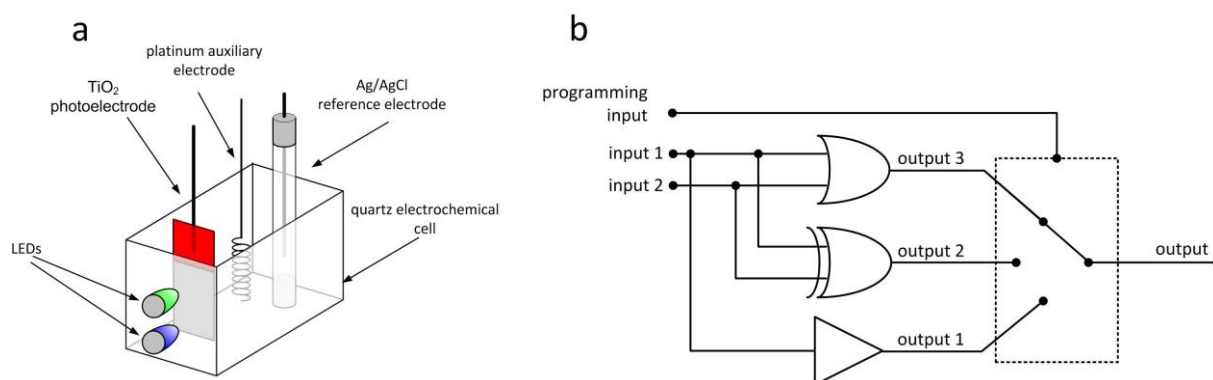 a
platinum auxiliary
electrode
TiO₂
photoelectrode
Ag/AgCl
reference electrode
quartz electrochemical
cell
LEDs
b
programming
input
input 1
input 2
output 3
output 2
output 1
output